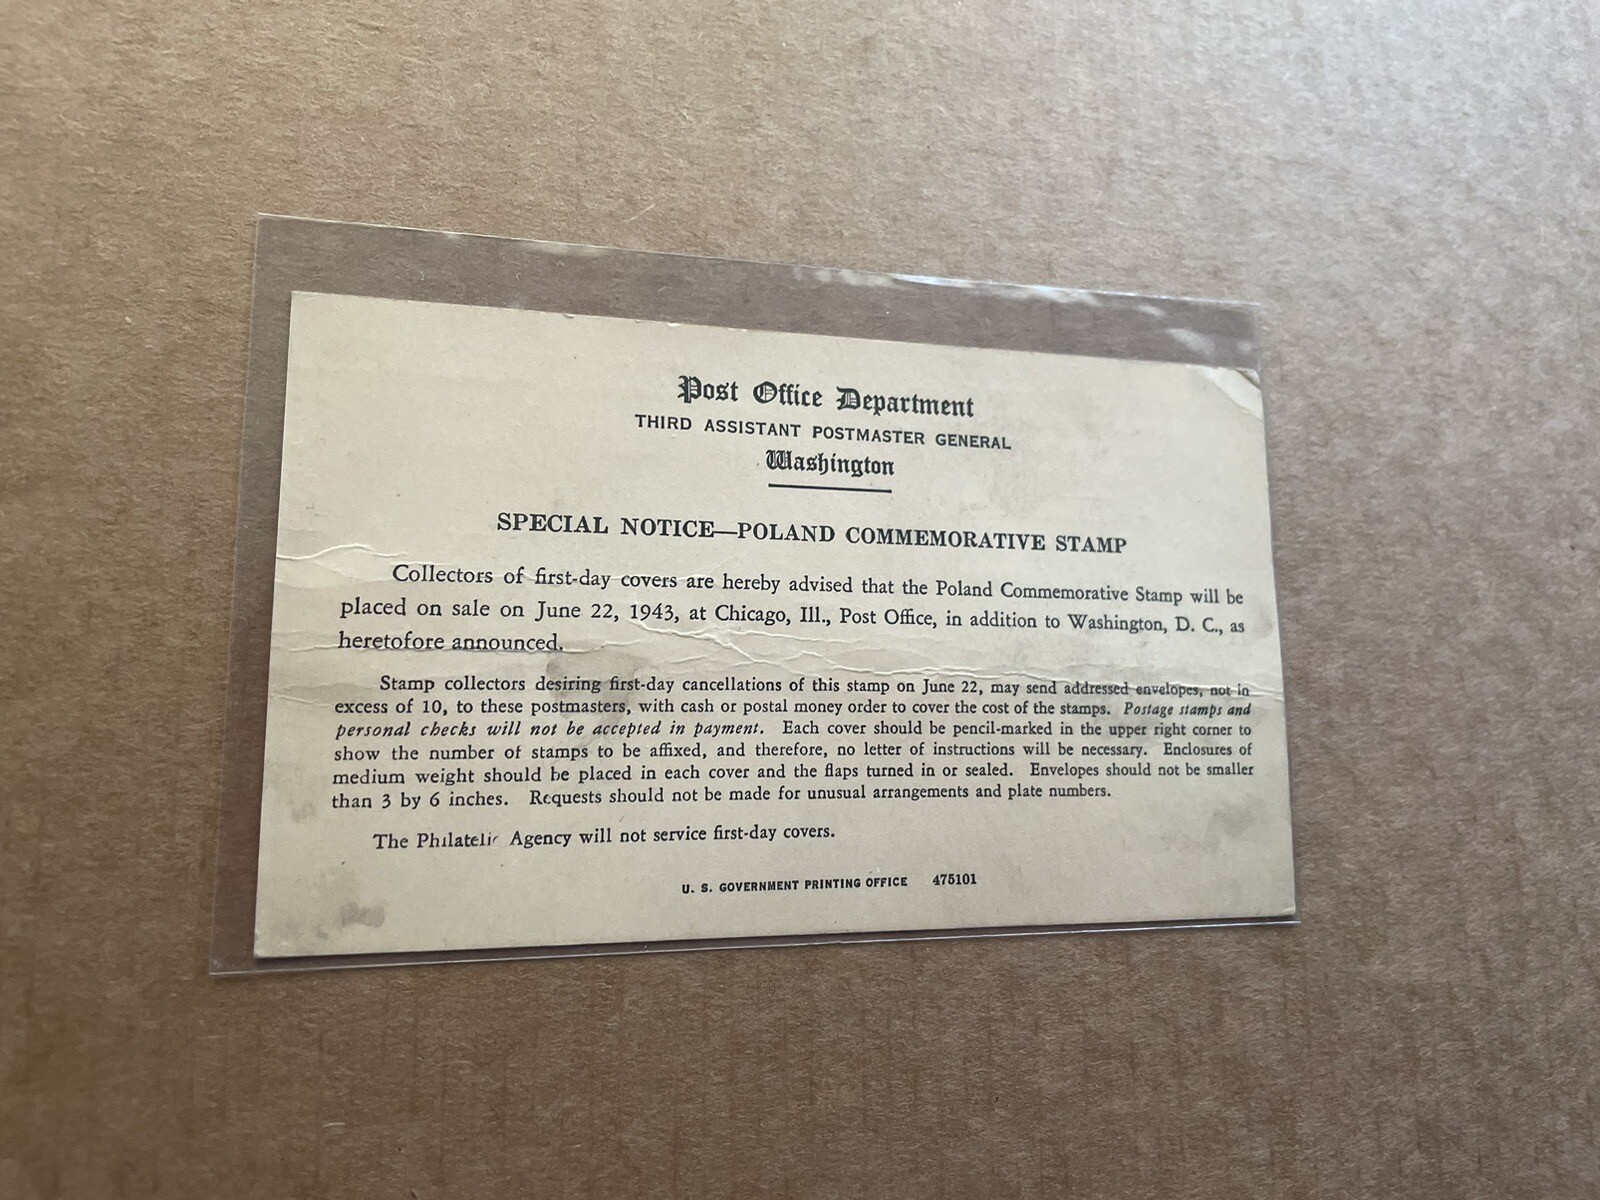 Post Office Department
THIRD ASSISTANT POSTMASTER GENERAL
Washington
SPECIAL NOTICE—POLAND COMMEMORATIVE STAMP
Collectors of first-day covers are hereby advised that the Poland Commemorative Stamp will be
placed on sale on June 22, 1943, at Chicago, Ill., Post Office, in addition to Washington, D. C., as
heretofore announced.
Stamp collectors desiring first-day cancellations of this stamp on June 22, may send addressed envelopes, not in
excess of 10, to these postmasters, with cash or postal money order to cover the cost of the stamps. Postage stamps and
personal checks will not be accepted in payment. Each cover should be pencil-marked in the upper right corner to
show the number of stamps to be affixed, and therefore, no letter of instructions will be necessary. Enclosures of
medium weight should be placed in each cover and the flaps turned in or sealed. Envelopes should not be smaller
than 3 by 6 inches. Requests should not be made for unusual arrangements and plate numbers.
The Philatelic Agency will not service first-day covers.
U. S. GOVERNMENT PRINTING OFFICE 475101